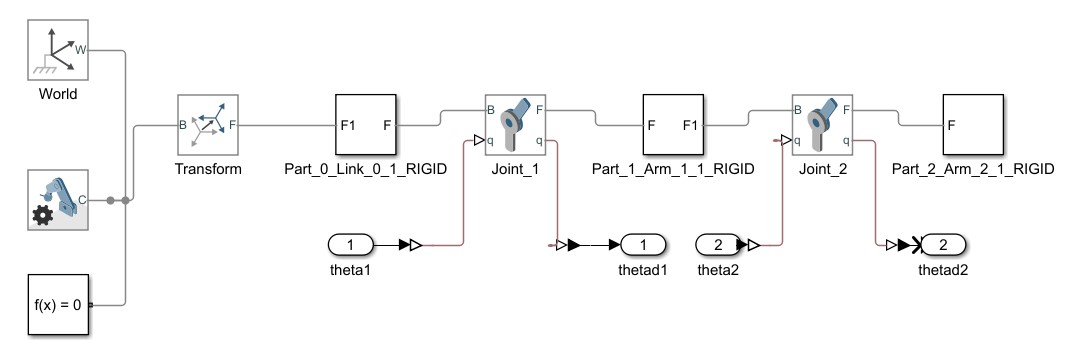 W
World
C
f(x) = 0
B F
Transform
F1 F
Part_0_Link_0_1_RIGID
B F
q q
Joint_1
F F1
Part_1_Arm_1_1_RIGID
B F
q q
Joint_2
F
Part_2_Arm_2_1_RIGID
1
theta1
1
thetad1
2
theta2
2
thetad2